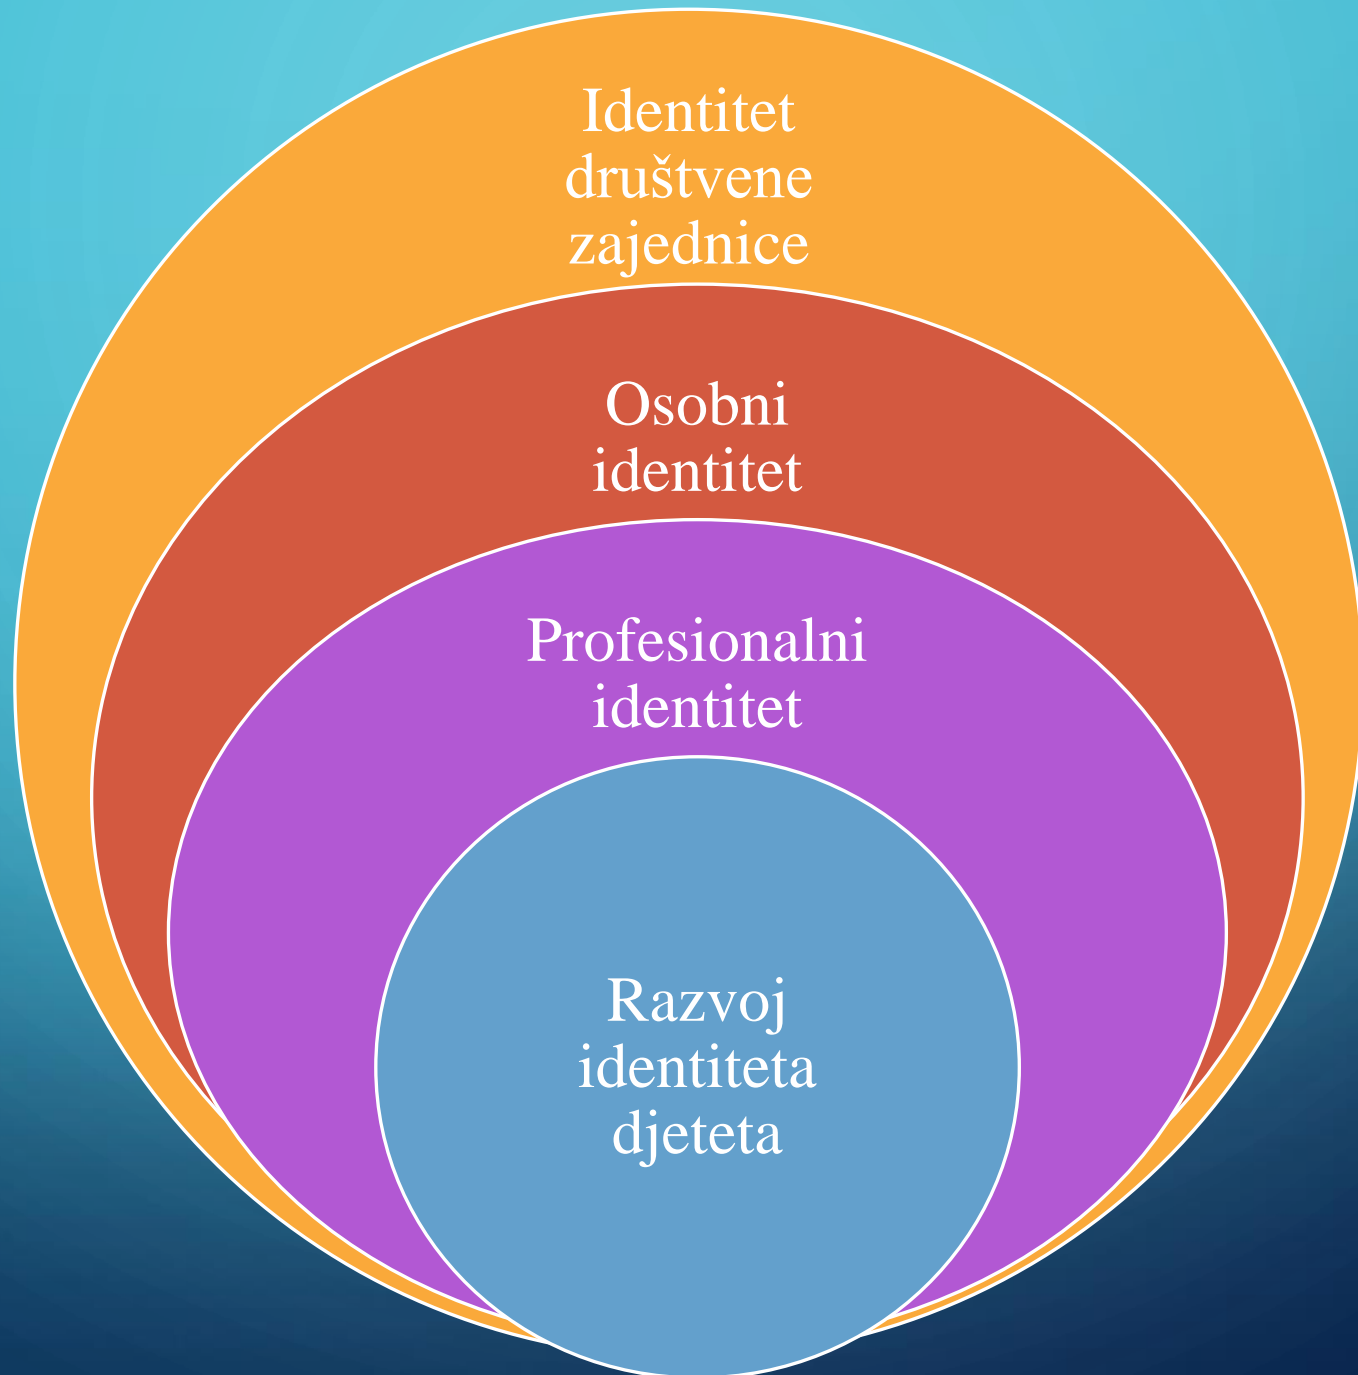 Identitet
društvene
zajednice
Osobni
identitet
Profesionalni
identitet
Razvoj
identiteta
djeteta